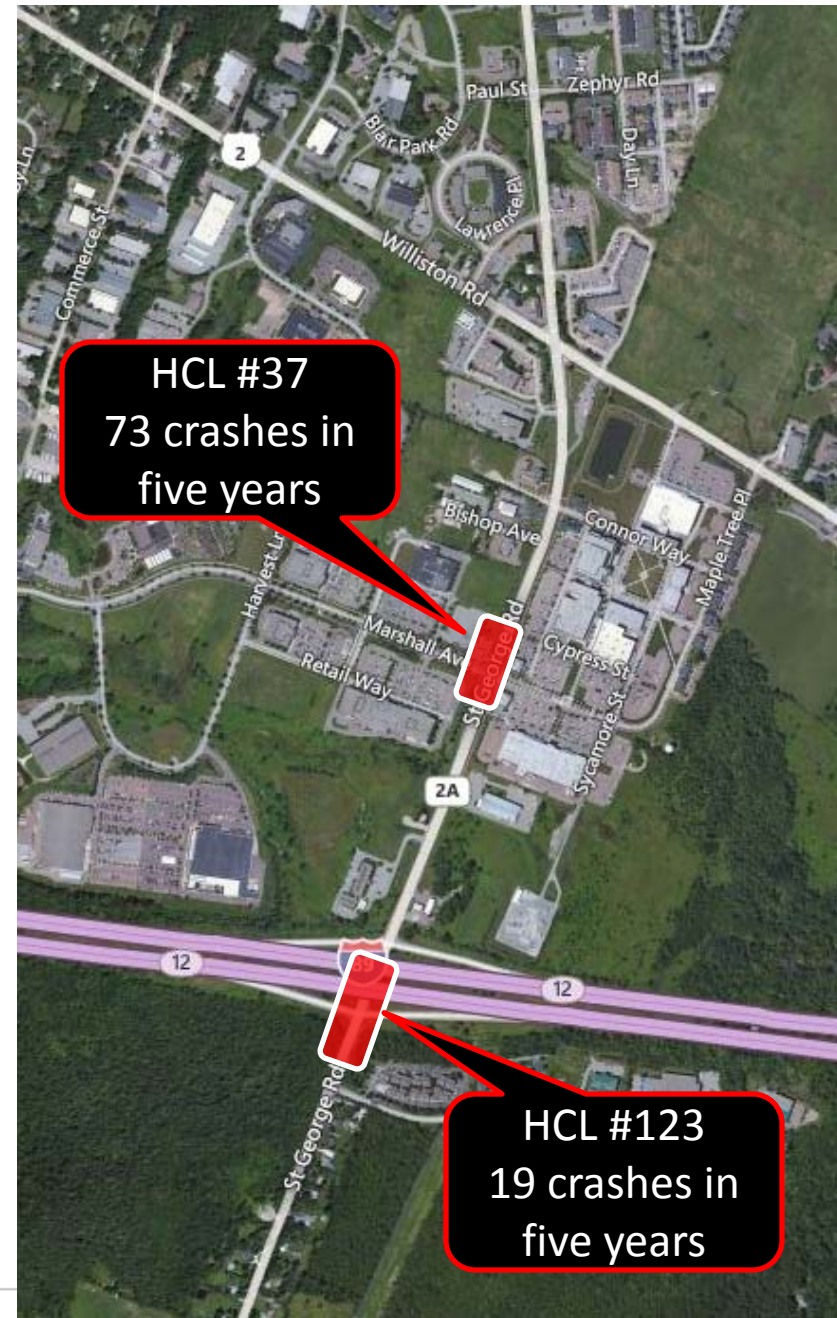 Paul St
Zephyr Rd
Blair Park Rd
Day Ln
2
y Ln
Lawrence Pl
Commerce St
Williston Rd
HCL #37
73 crashes in
five years
Bishop Ave
Connor Way
Maple Tree Pl
Harvest Ln
Marshall Av
St George Rd
Cypress St
Retail Way
Sycamore St
2A
12
89
12
St George Rd
HCL #123
19 crashes in
five years